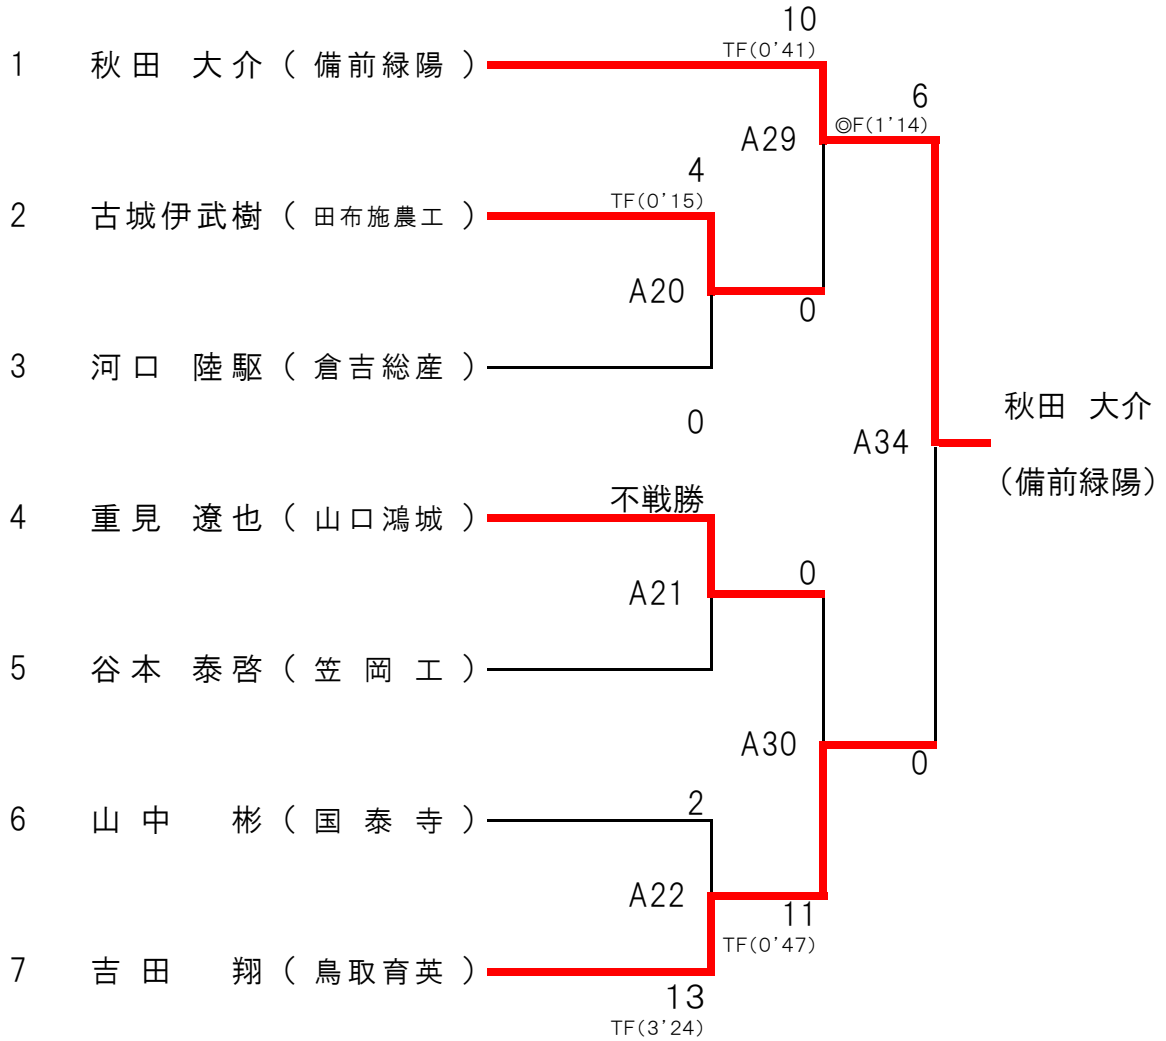 10
TF(0'41)
1 秋田 大介 ( 備前緑陽 )
6
◎F(1'14)
A29
4
TF(0'15)
2 古城伊武樹 ( 田布施農工 )
A20
0
3 河口 陸駆 ( 倉吉総産 )
秋田 大介
0
A34
(備前緑陽)
不戦勝
4 重見 遼也 ( 山口鴻城 )
0
A21
5 谷本 泰啓 ( 笠岡工 )
A30
0
2
6 山中 彬 ( 国泰寺 )
A22
11
TF(0'47)
7 吉田 翔 ( 鳥取育英 )
13
TF(3'24)